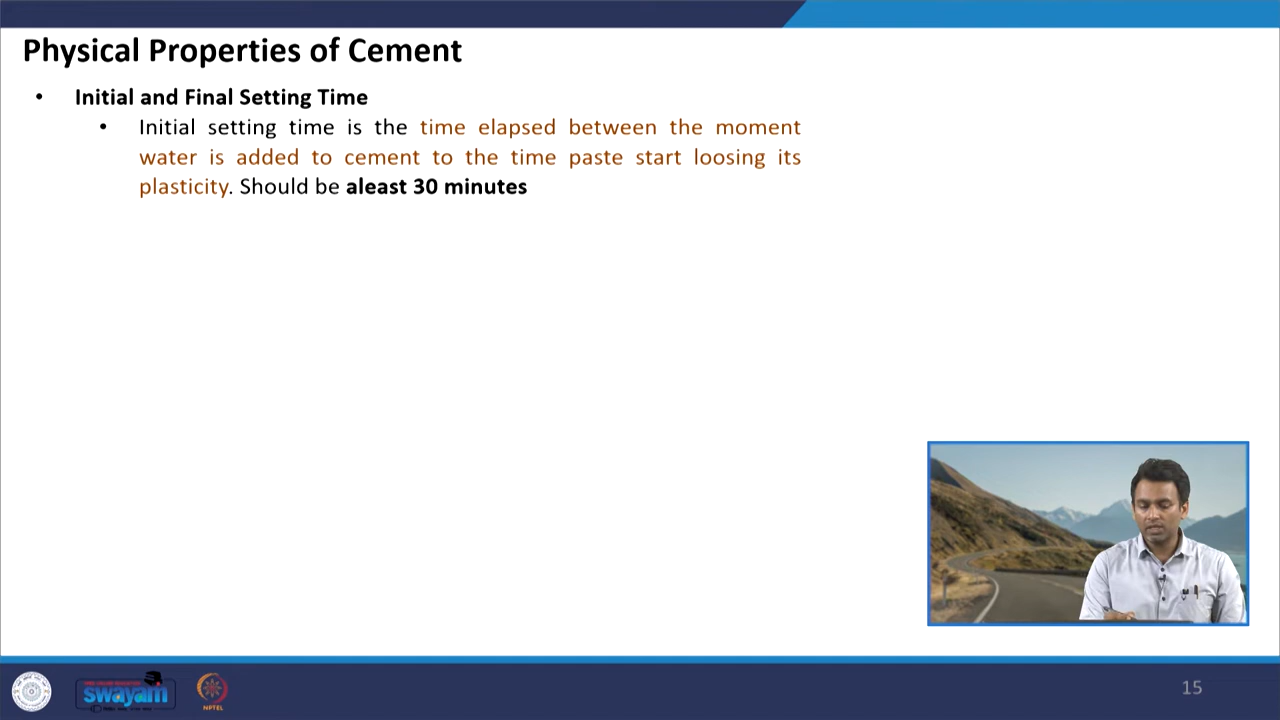 Physical Properties of Cement
• Initial and Final Setting Time
• Initial setting time is the time elapsed between the moment
water is added to cement to the time paste start loosing its
plasticity. Should be aleast 30 minutes
swayam
NPTEL
15